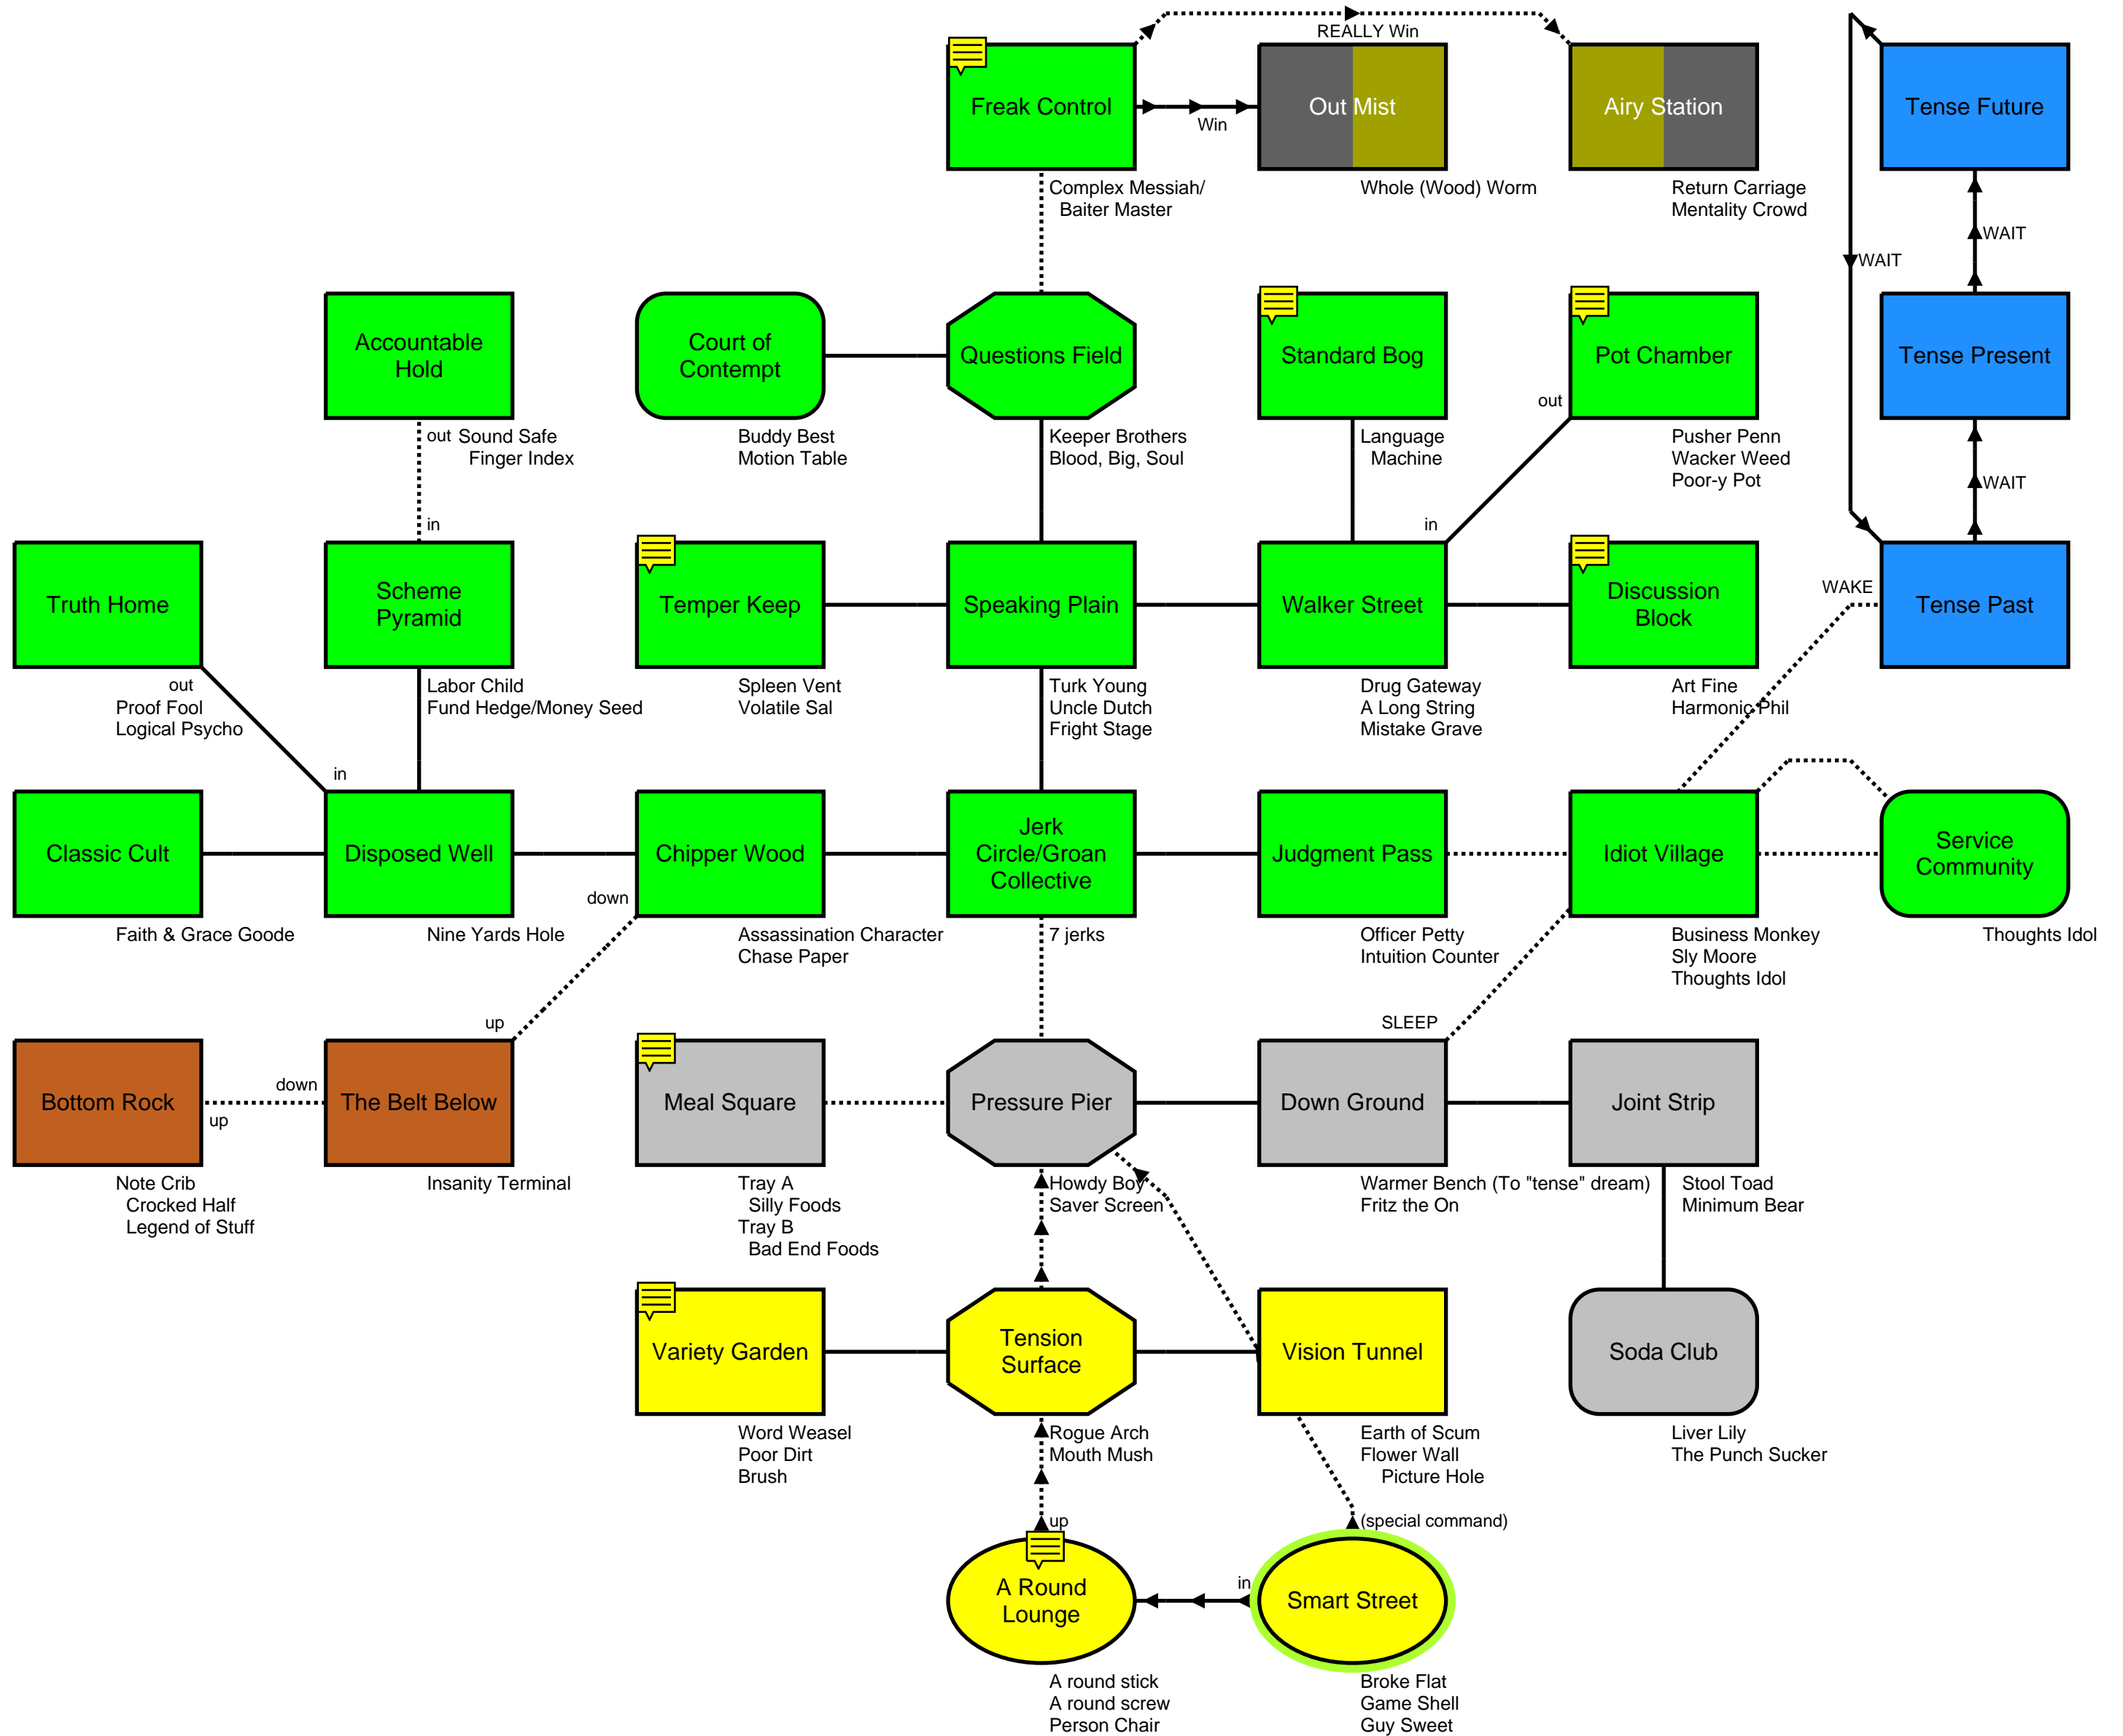 REALLY Win
Freak Control
Out Mist
Airy Station
Tense Future
Win
Complex Messiah/
Baiter Master
Whole (Wood) Worm
Return Carriage
Mentality Crowd
WAIT
WAIT
Accountable
Hold
Court of
Contempt
Questions Field
Standard Bog
Pot Chamber
Tense Present
out
out
Sound Safe
Finger Index
Buddy Best
Motion Table
Keeper Brothers
Blood, Big, Soul
Language
Machine
Pusher Penn
Wacker Weed
Poor-y Pot
WAIT
in
in
Truth Home
Scheme
Pyramid
Temper Keep
Speaking Plain
Walker Street
Discussion
Block
WAKE
Tense Past
out
Proof Fool
Logical Psycho
Labor Child
Fund Hedge/Money Seed
Spleen Vent
Volatile Sal
Turk Young
Uncle Dutch
Fright Stage
Drug Gateway
A Long String
Mistake Grave
Art Fine
Harmonic Phil
in
Classic Cult
Disposed Well
Chipper Wood
Jerk
Circle/Groan
Collective
Judgment Pass
Idiot Village
Service
Community
down
Faith & Grace Goode
Nine Yards Hole
Assassination Character
Chase Paper
7 jerks
Officer Petty
Intuition Counter
Business Monkey
Sly Moore
Thoughts Idol
Thoughts Idol
up
SLEEP
Bottom Rock
down
up
The Belt Below
Meal Square
Pressure Pier
Down Ground
Joint Strip
Note Crib
Crocked Half
Legend of Stuff
Insanity Terminal
Tray A
Silly Foods
Tray B
Bad End Foods
Howdy Boy
Saver Screen
Warmer Bench (To "tense" dream)
Fritz the On
Stool Toad
Minimum Bear
Variety Garden
Tension
Surface
Vision Tunnel
Soda Club
Word Weasel
Poor Dirt
Brush
Rogue Arch
Mouth Mush
Earth of Scum
Flower Wall
Picture Hole
Liver Lily
The Punch Sucker
up
(special command)
A Round
Lounge
in
Smart Street
A round stick
A round screw
Person Chair
Broke Flat
Game Shell
Guy Sweet